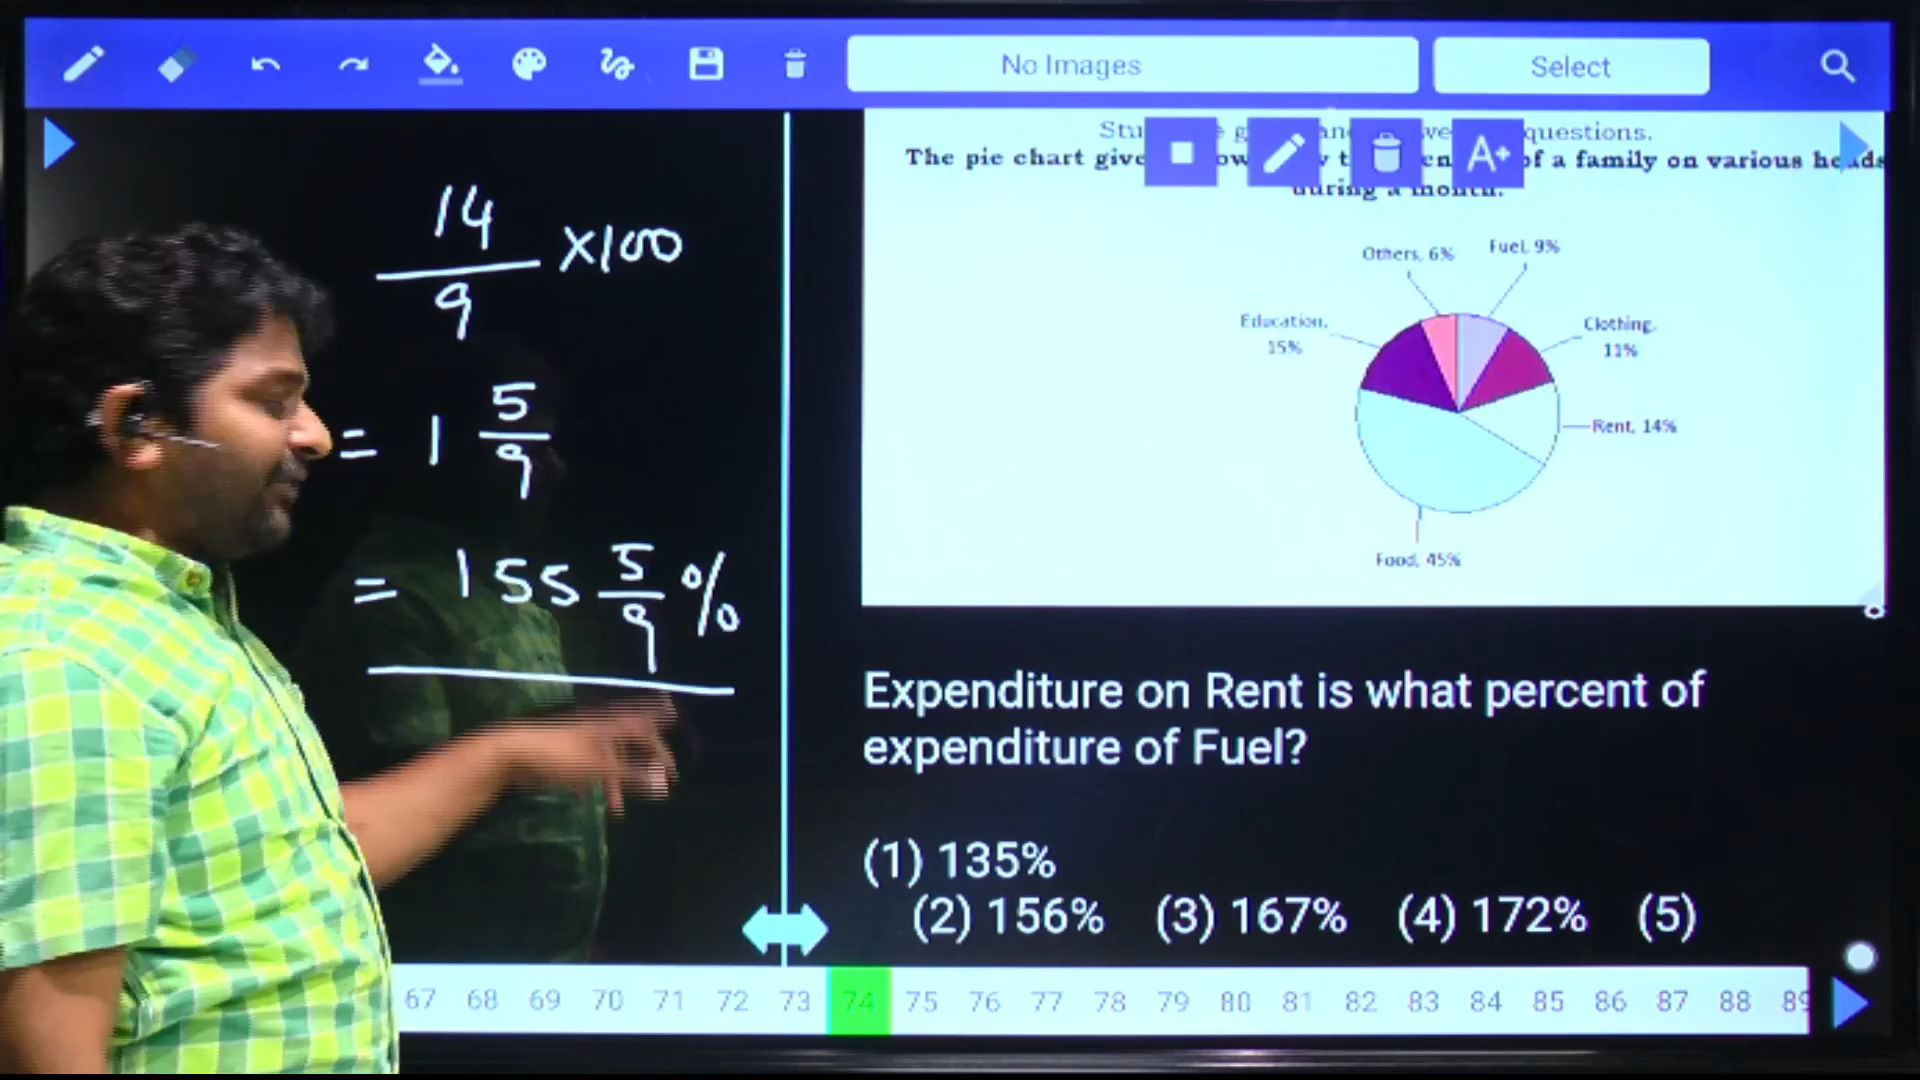 No Images
Select
14
9
×100
= 1 5
9
= 155 5
9
%
questions.
A+
The pie chart of a family on various heads
during a month.
Others, 6%
Fuel, 9%
Education,
15%
Clothing,
11%
Rent, 14%
Food, 45%
Expenditure on Rent is what percent of
expenditure of Fuel?
(1) 135%
(2) 156% (3) 167% (4) 172% (5)
67 68 69 70 71 72 73 74 75 76 77 78 79 80 81 82 83 84 85 86 87 88 89